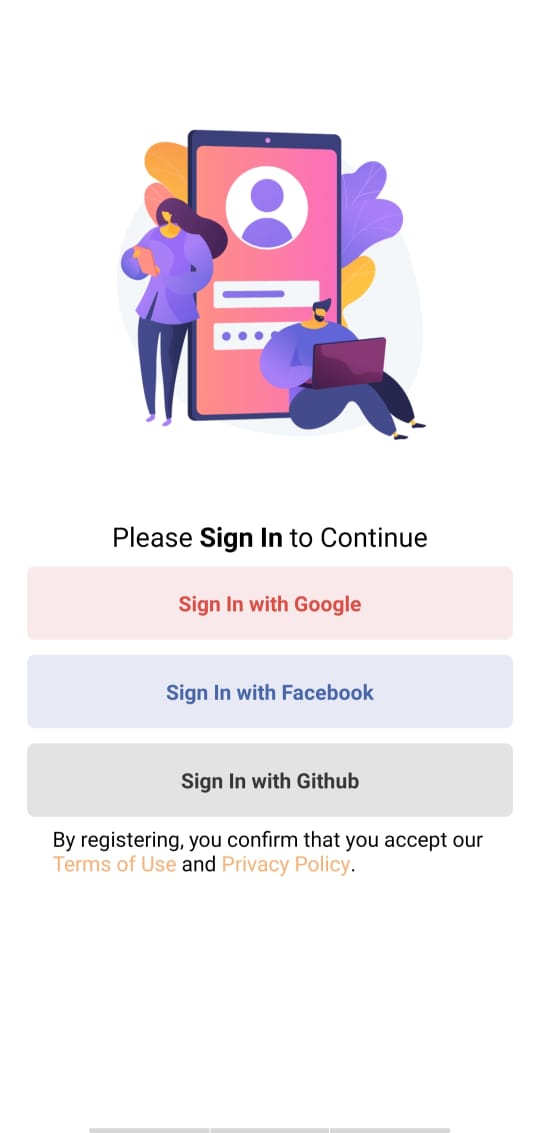 Please Sign In to Continue
Sign In with Google
Sign In with Facebook
Sign In with Github
By registering, you confirm that you accept our
Terms of Use and Privacy Policy.